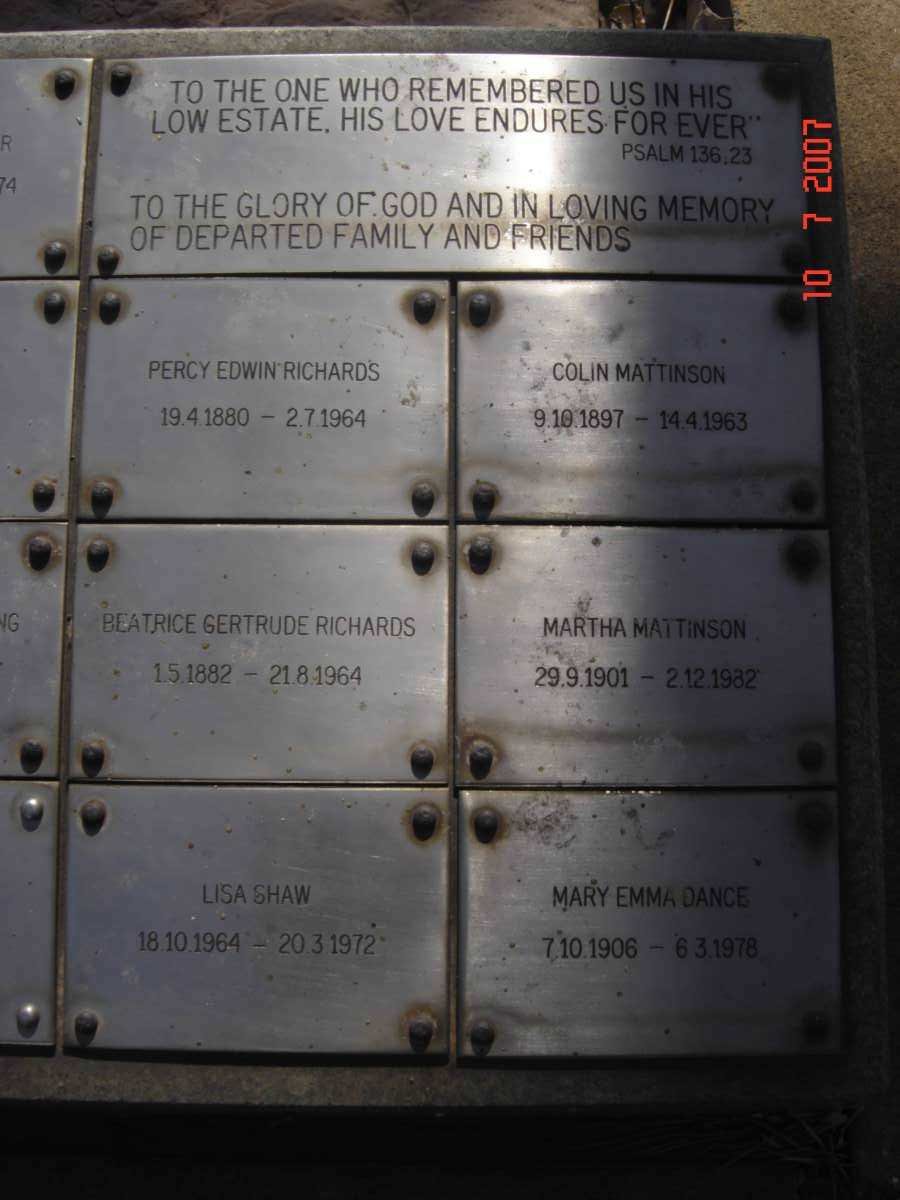 TO THE ONE WHO REMEMBERED US IN HIS
LOW ESTATE, HIS LOVE ENDURES FOR EVER"
PSALM 136,23
TO THE GLORY OF GOD AND IN LOVING MEMORY
OF DEPARTED FAMILY AND FRIENDS
PERCY EDWIN RICHARDS
19.4.1880 - 2.7.1964
COLIN MATTINSON
9.10.1897 - 14.4.1963
BEATRICE GERTRUDE RICHARDS
1.5.1882 - 21.8.1964
MARTHA MATTINSON
29.9.1901 - 2.12.1982
LISA SHAW
18.10.1964 - 20.3.1972
MARY EMMA DANCE
7.10.1906 - 6.3.1978
R
74
NG
10 7 2007